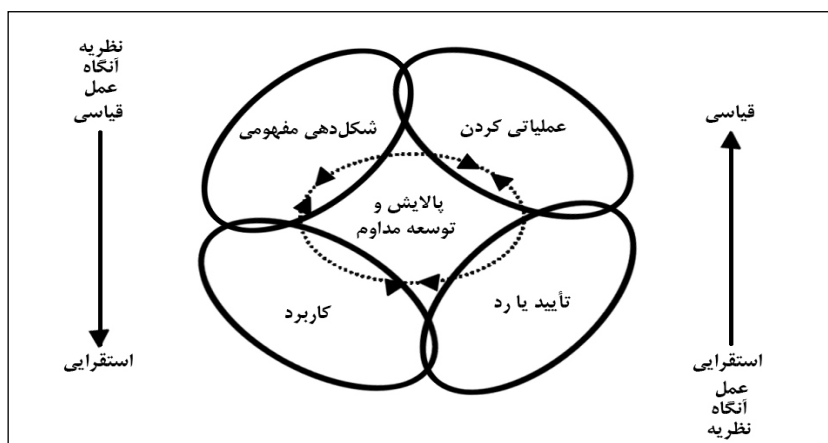 نظریه
آنگاه
عمل
قیاسی
استقرایی
شکل‌دهی مفهومی
عملیاتی کردن
پالایش و
توسعه مداوم
کاربرد
تأیید یا رد
قیاسی
استقرایی
عمل
آنگاه
نظریه